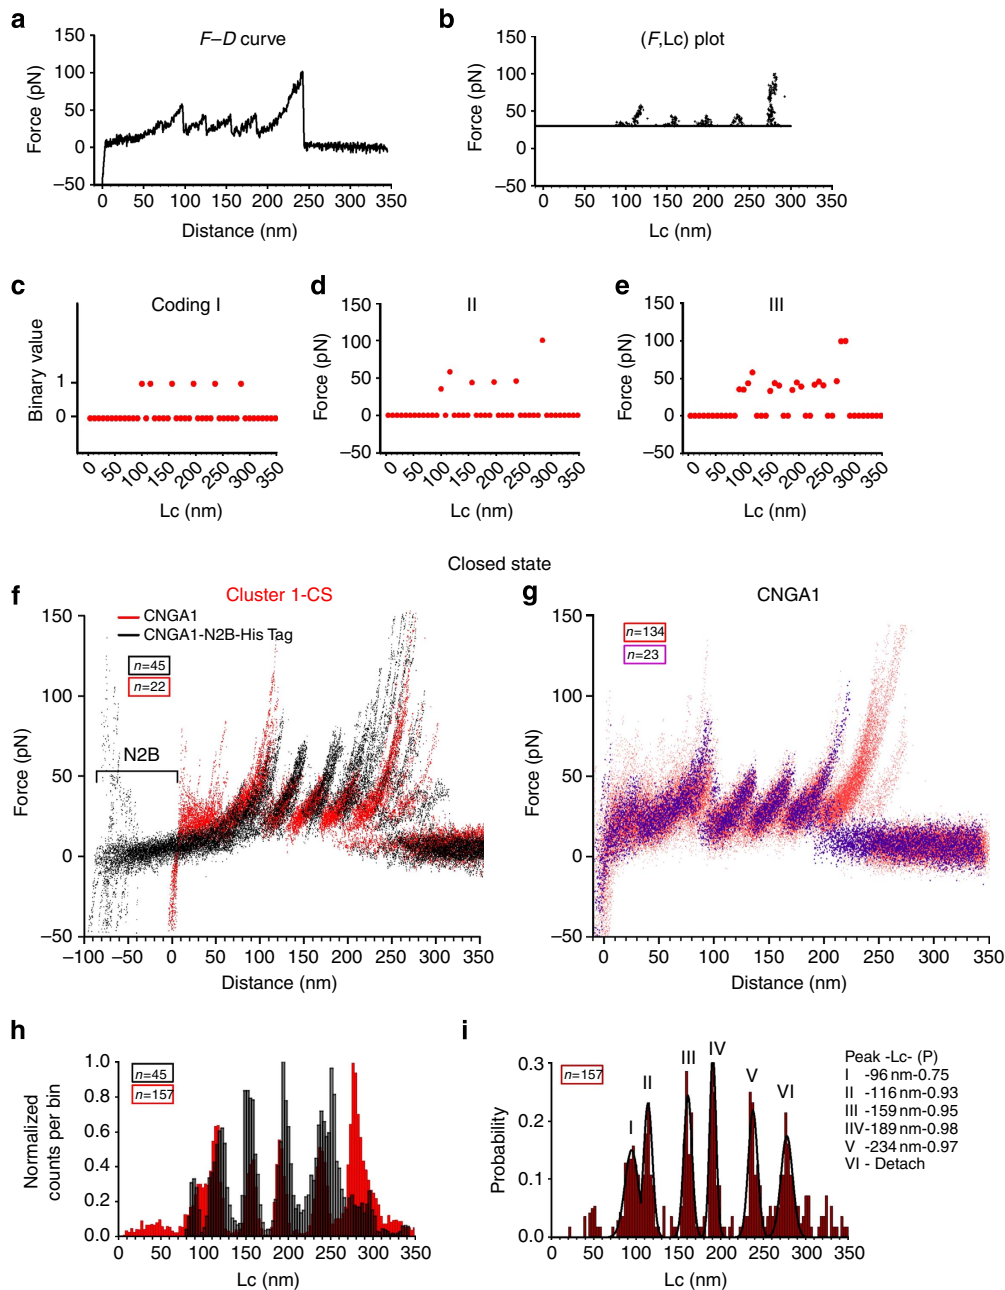 a
F–D curve
150
100
50
0
–50
Force (pN)
0 50 100 150 200 250 300 350
Distance (nm)
b
(F,Lc) plot
150
100
50
0
–50
Force (pN)
0 50 100 150 200 250 300 350
Lc (nm)
c
Coding I
Binary value
1
0
0 50 100 150 200 250 300 350
Lc (nm)
d
II
150
100
50
0
–50
Force (pN)
0 50 100 150 200 250 300 350
Lc (nm)
e
III
150
100
50
0
–50
Force (pN)
0 50 100 150 200 250 300 350
Lc (nm)
Closed state
f
Cluster 1-CS
CNGA1
CNGA1-N2B-His Tag
n=45
n=22
N2B
150
100
50
0
–50
Force (pN)
–100 –50 0 50 100 150 200 250 300 350
Distance (nm)
g
CNGA1
n=134
n=23
150
100
50
0
–50
Force (pN)
0 50 100 150 200 250 300 350
Distance (nm)
h
n=45
n=157
1.0
0.8
0.6
0.4
0.2
0.0
Normalized
counts per bin
0 50 100 150 200 250 300 350
Lc (nm)
i
n=157
0.3
0.2
0.1
0.0
Probability
I II III IV V VI
0 50 100 150 200 250 300 350
Lc (nm)
Peak -Lc- (P)
I -96 nm-0.75
II -116 nm-0.93
III -159 nm-0.95
IIV-189 nm-0.98
V -234 nm-0.97
VI - Detach